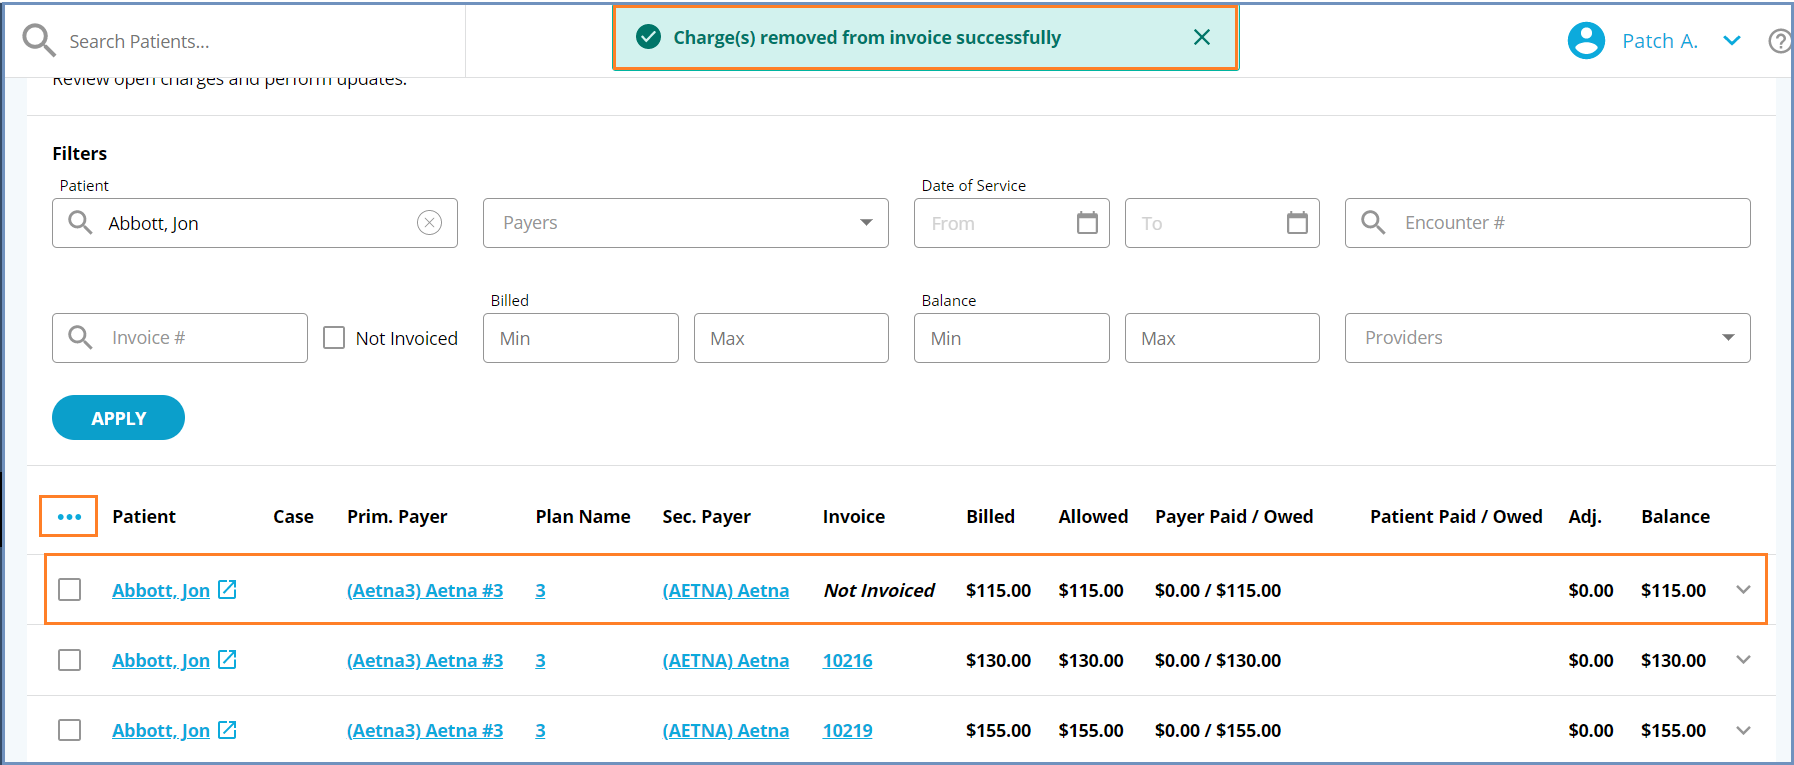 Search Patients...
Charge(s) removed from invoice successfully
Patch A.
Review open charges and perform updates.
Filters
Patient
Date of Service
Abbott, Jon
Payers
From
To
Encounter #
Billed
Balance
Invoice #
Not Invoiced
Min
Max
Min
Max
Providers
APPLY
Patient Case Prim. Payer Plan Name Sec. Payer Invoice Billed Allowed Payer Paid / Owed Patient Paid / Owed Adj. Balance
Abbott, Jon (Aetna3) Aetna #3 3 (AETNA) Aetna Not Invoiced $115.00 $115.00 $0.00 / $115.00 $0.00 $115.00
Abbott, Jon (Aetna3) Aetna #3 3 (AETNA) Aetna 10216 $130.00 $130.00 $0.00 / $130.00 $0.00 $130.00
Abbott, Jon (Aetna3) Aetna #3 3 (AETNA) Aetna 10219 $155.00 $155.00 $0.00 / $155.00 $0.00 $155.00